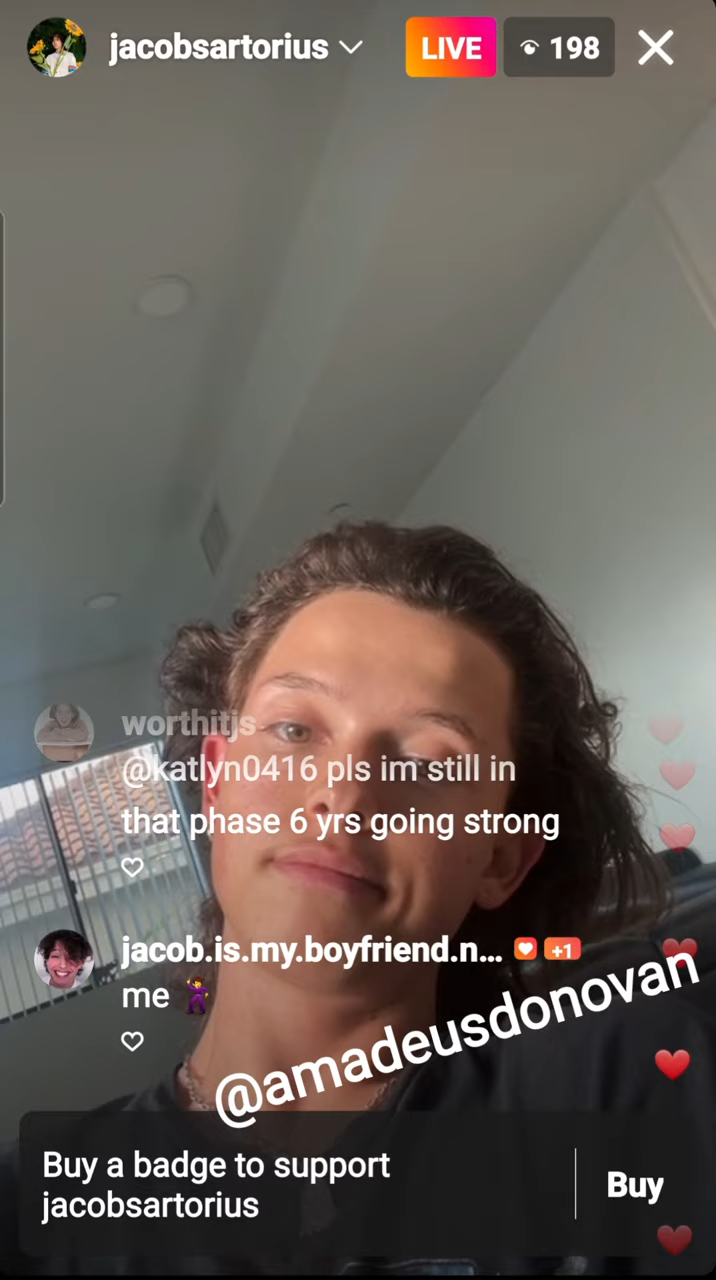 jacobsartorius
LIVE
198
worthitjs
@katlyn0416 pls im still in
that phase 6 yrs going strong
jacob.is.my.boyfriend.n... +1
me 💃
@amadeusdonovan
Buy a badge to support
jacobsartorius
Buy